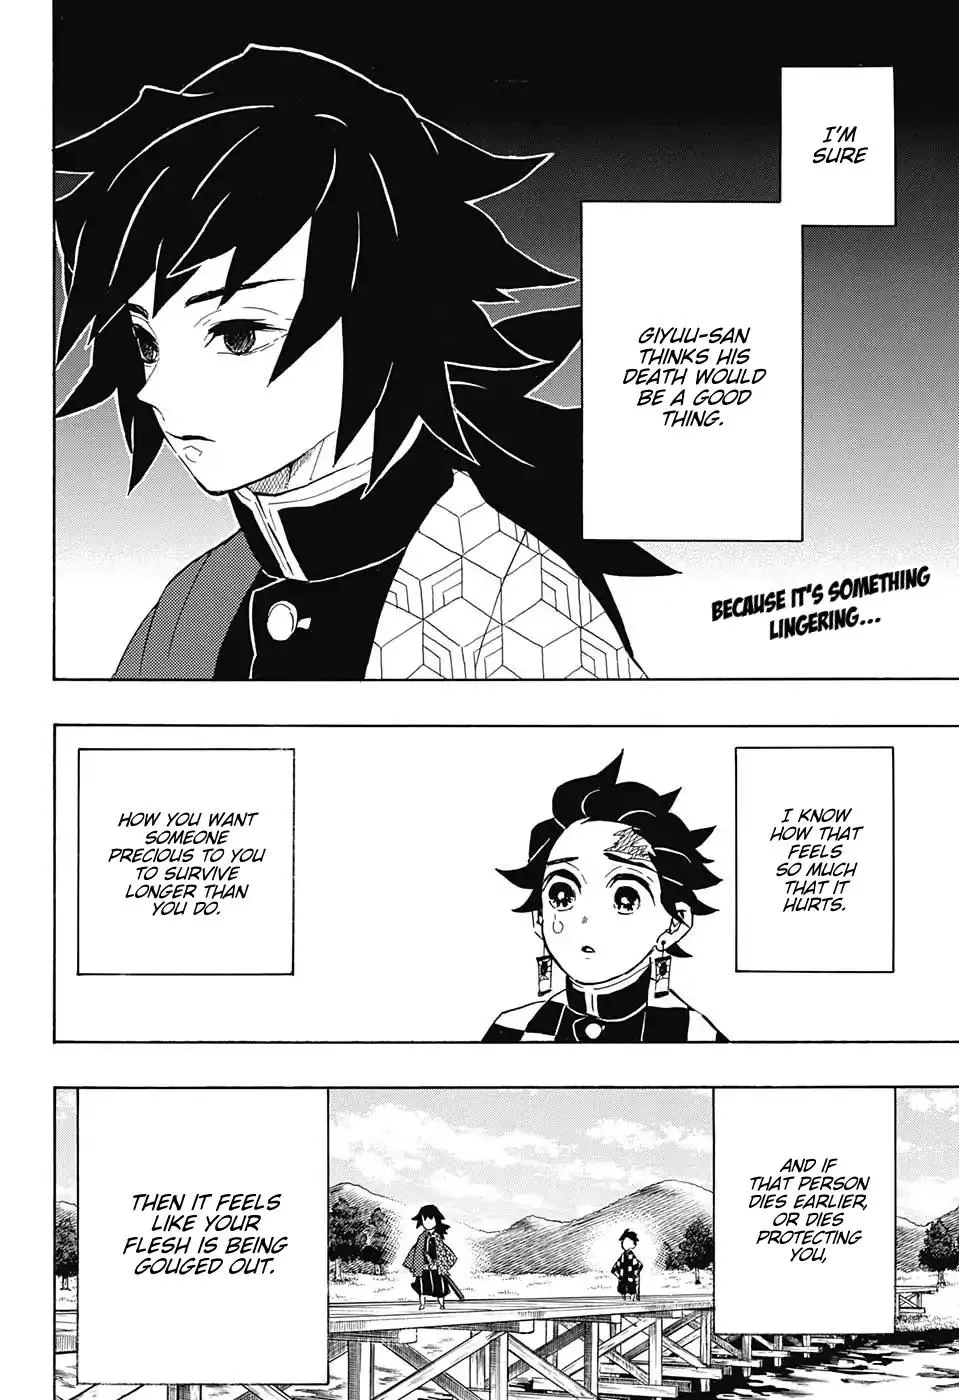 I'M
SURE
GIYUU-SAN
THINKS HIS
DEATH WOULD
BE A GOOD
THING.
BECAUSE IT'S SOMETHING
LINGERING...
I KNOW
HOW THAT
FEELS
SO MUCH
THAT IT
HURTS.
HOW YOU WANT
SOMEONE
PRECIOUS TO YOU
TO SURVIVE
LONGER THAN
YOU DO.
AND IF
THAT PERSON
DIES EARLIER,
OR DIES
PROTECTING
YOU,
THEN IT FEELS
LIKE YOUR
FLESH IS BEING
GOUGED OUT.